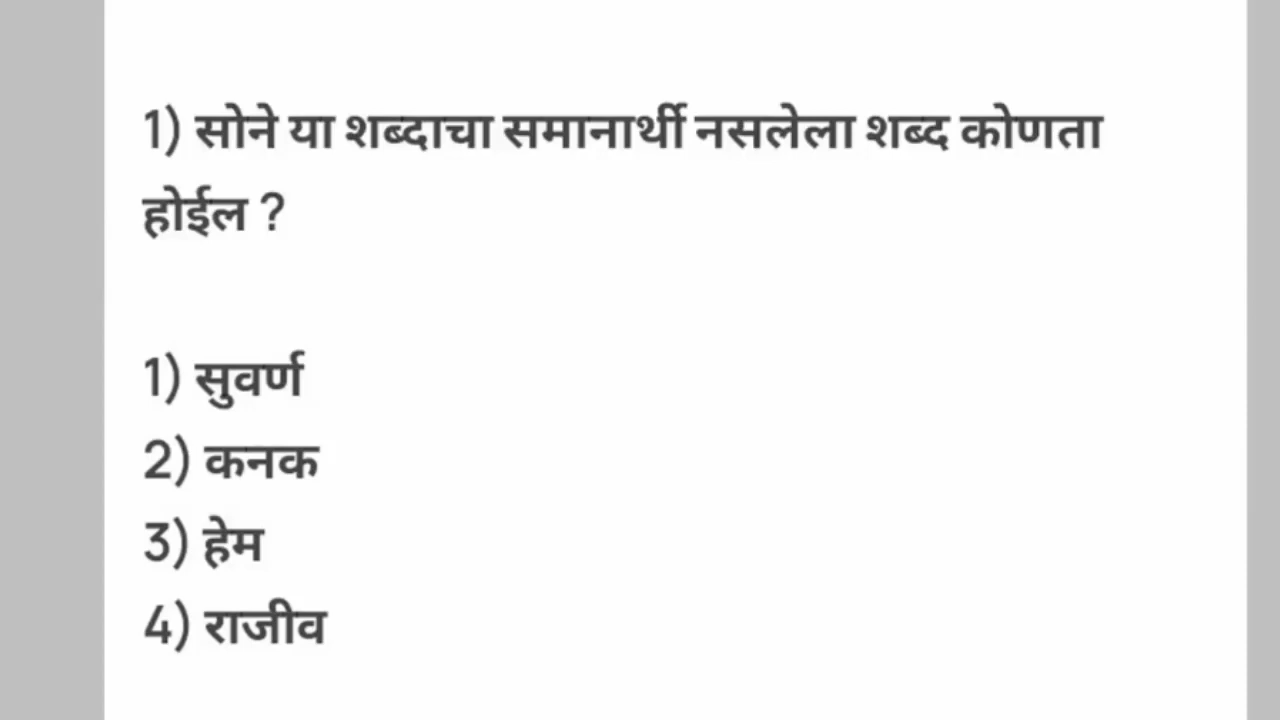 1) सोने या शब्दाचा समानार्थी नसलेला शब्द कोणता
होईल ?
1) सुवर्ण
2) कनक
3) हेम
4) राजीव